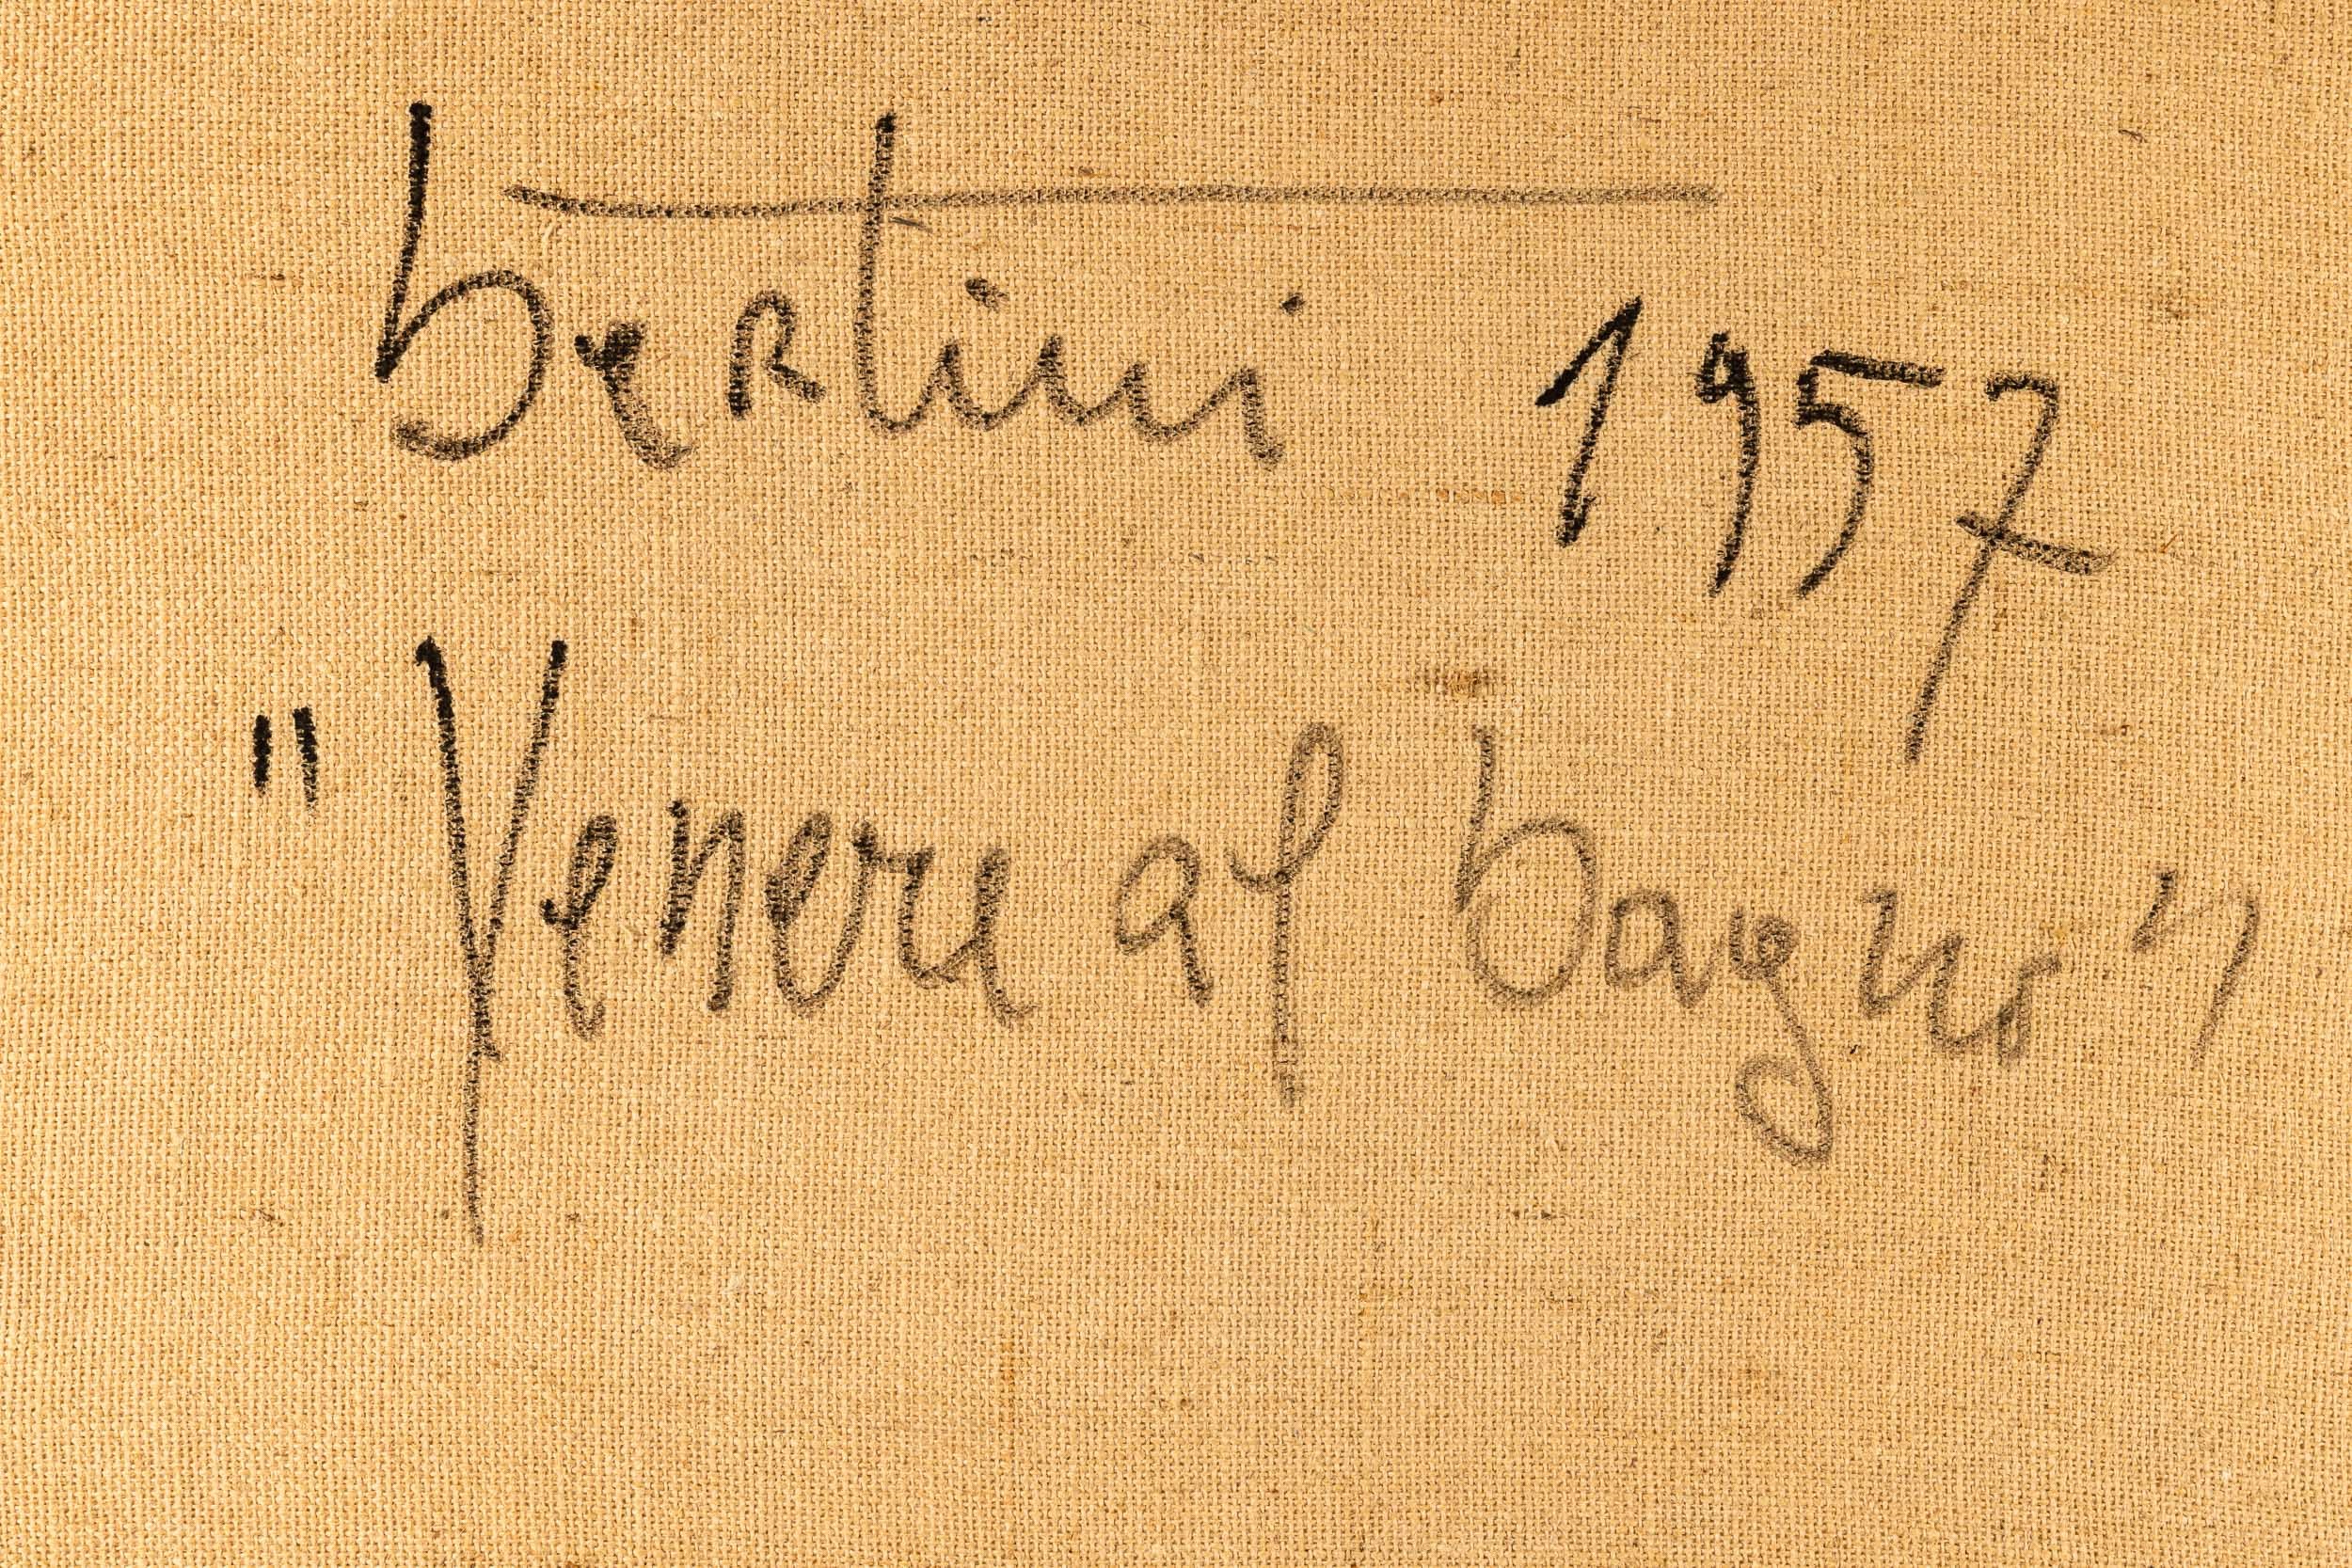 bertini 1957
"Venere al bagno"